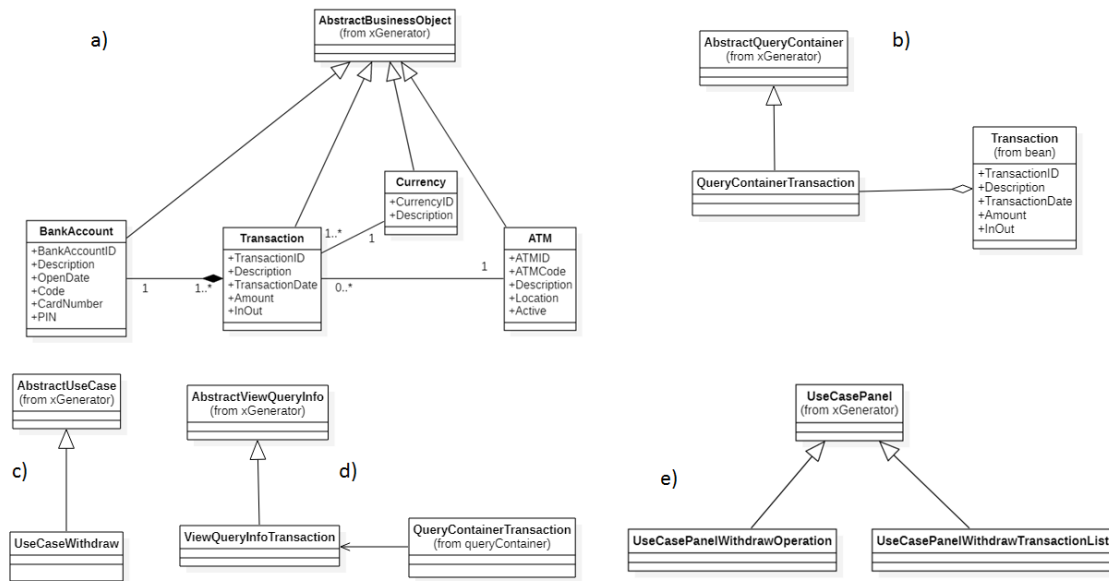 a)
AbstractBusinessObject
(from xGenerator)
BankAccount
+BankAccountID
+Description
+OpenDate
+Code
+CardNumber
+PIN
1
1..*
Transaction
+TransactionID
+Description
+TransactionDate
+Amount
+InOut
1..*
1
0..*
1
Currency
+CurrencyID
+Description
ATM
+ATMID
+ATMCode
+Description
+Location
+Active
b)
AbstractQueryContainer
(from xGenerator)
QueryContainerTransaction
Transaction
(from bean)
+TransactionID
+Description
+TransactionDate
+Amount
+InOut
c)
AbstractUseCase
(from xGenerator)
UseCaseWithdraw
d)
AbstractViewQueryInfo
(from xGenerator)
ViewQueryInfoTransaction
QueryContainerTransaction
(from queryContainer)
e)
UseCasePanel
(from xGenerator)
UseCasePanelWithdrawOperation
UseCasePanelWithdrawTransactionList